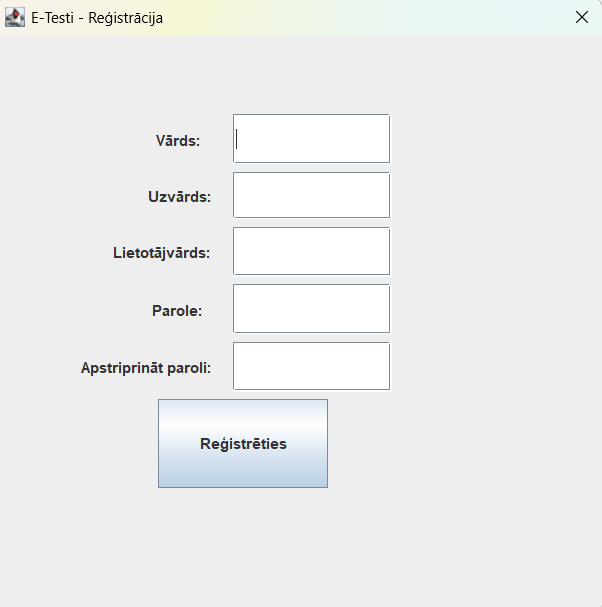 E-Testi - Reģistrācija
Vārds:
Uzvārds:
Lietotājvārds:
Parole:
Apstriprināt paroli:
Reģistrēties